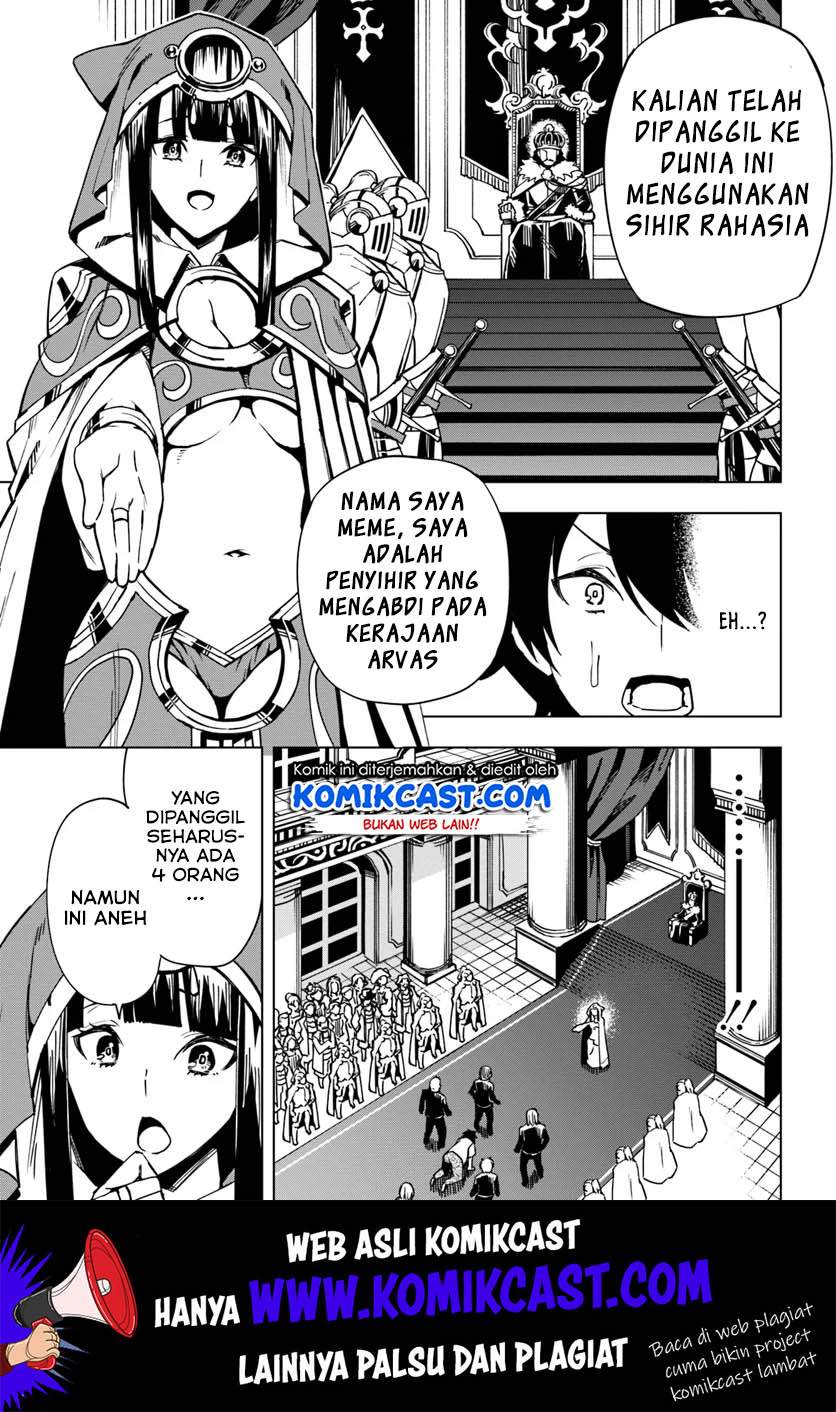 KALIAN TELAH
DIPANGGIL KE
DUNIA INI
MENGGUNAKAN
SIHIR RAHASIA
NAMA SAYA
MEME, SAYA
ADALAH
PENYIHIR YANG
MENGABDI PADA
KERAJAAN
ARVAS
EH...?
YANG
DIPANGGIL
SEHARUS-
NYA ADA
4 ORANG
...
NAMUN
INI ANEH
Komik ini diterjemahkan & diedit oleh
KOMIKCAST.COM
BUKAN WEB LAIN!!
.......!!
WEB ASLI KOMIKCAST
HANYA WWW.KOMIKCAST.COM
LAINNYA PALSU DAN PLAGIAT
Baca di web plagiat
cuma bikin project
komikcast lambat